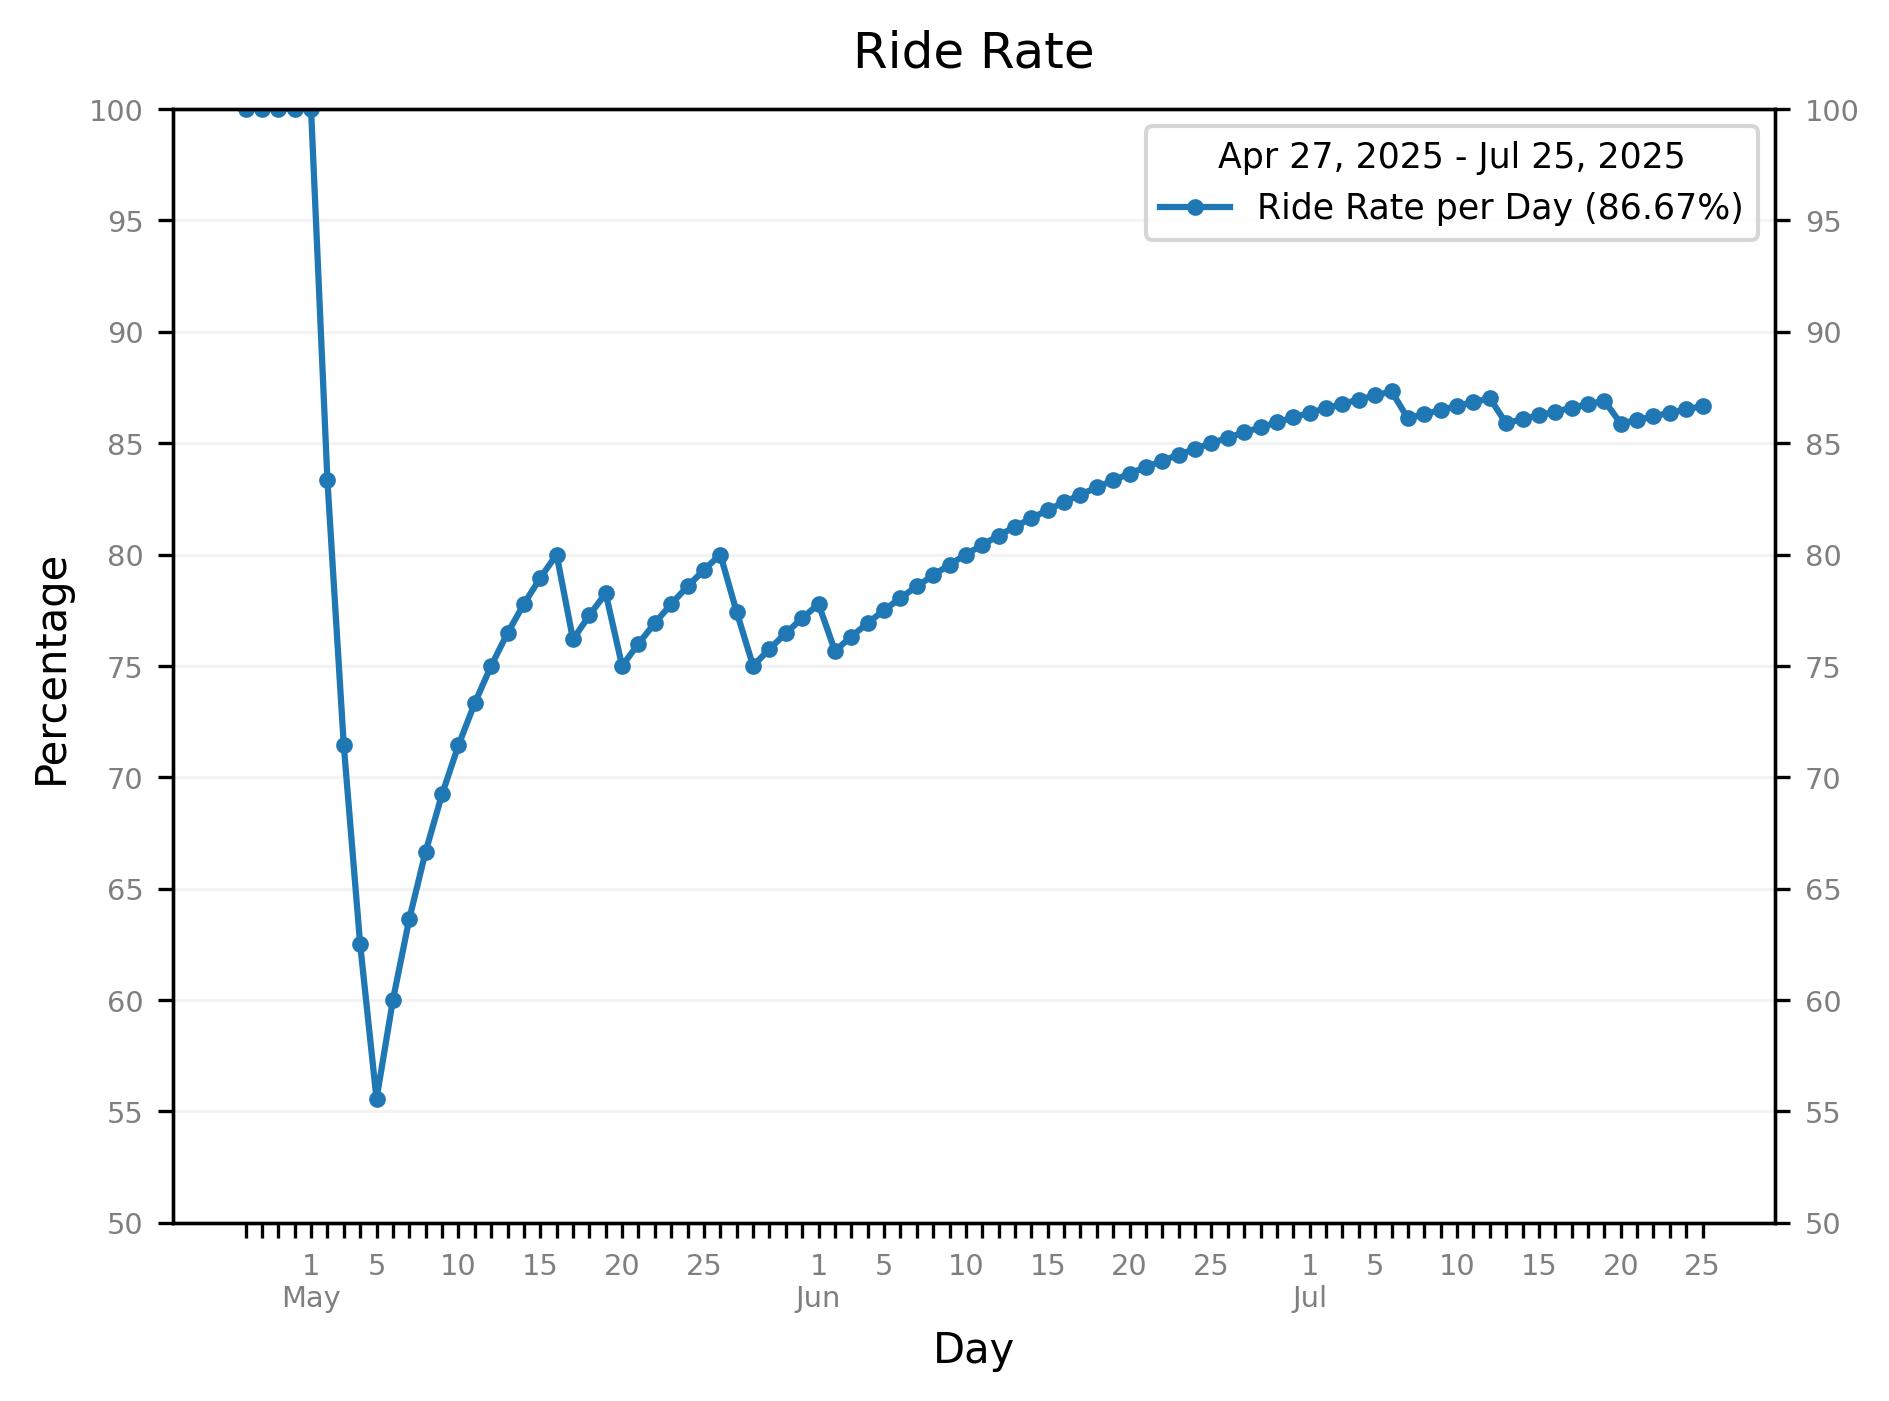 Ride Rate
Apr 27, 2025 - Jul 25, 2025
Ride Rate per Day (86.67%)
100 100
95 95
90 90
85 85
80 80
75 75
70 70
65 65
60 60
55 55
50 50
Percentage
1 5 10 15 20 25 1 5 10 15 20 25 1 5 10 15 20 25
May Jun Jul
Day